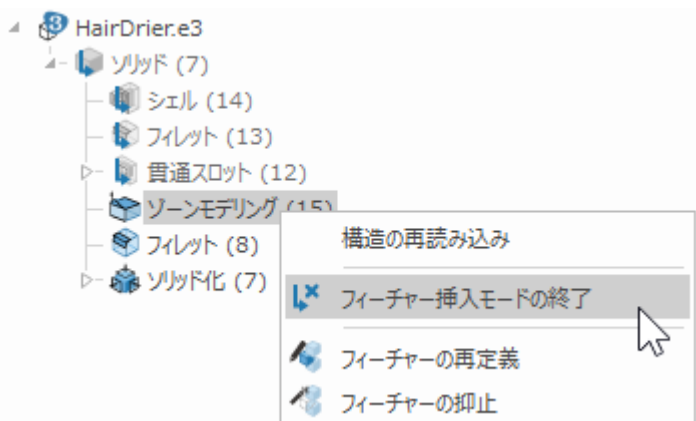 HairDrier.e3
ソリッド (7)
シェル (14)
フィレット (13)
貫通スロット (12)
ゾーンモデリング (15)
フィレット (8)
ソリッド化 (7)
構造の再読み込み
フィーチャー挿入モードの終了
フィーチャーの再定義
フィーチャーの抑止